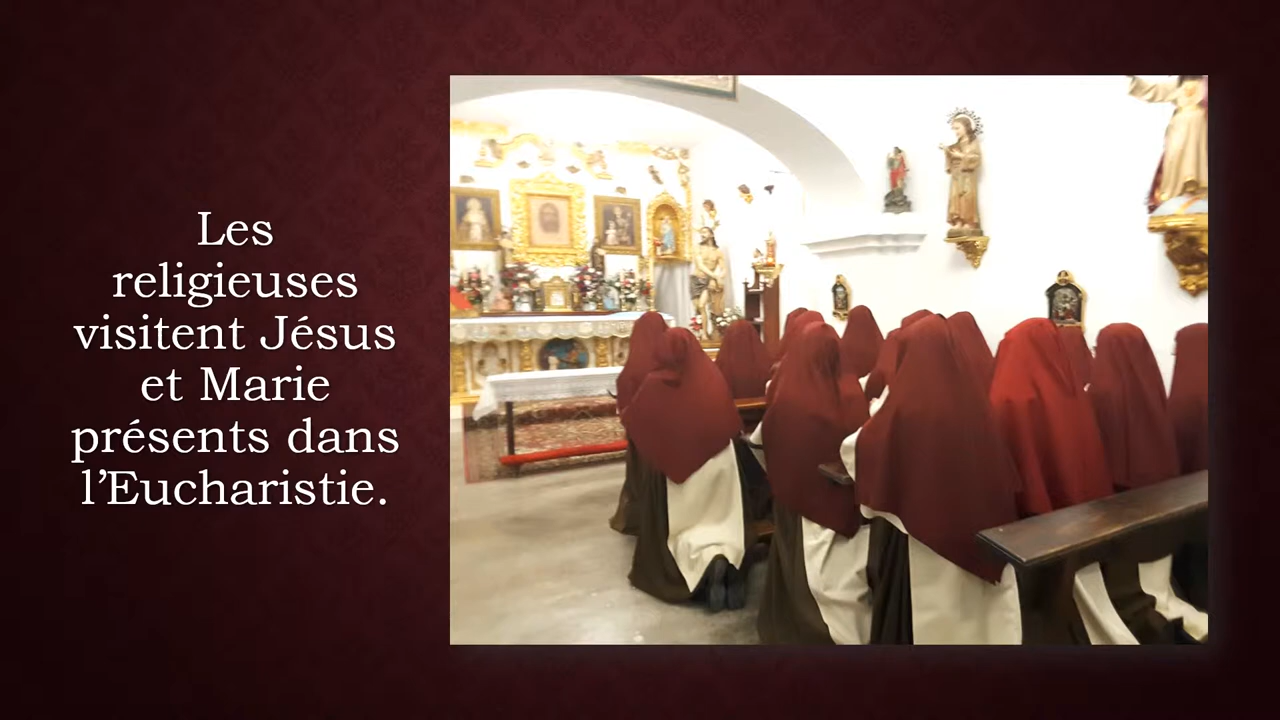 Les
religieuses
visitent Jésus
et Marie
présents dans
l’Eucharistie.